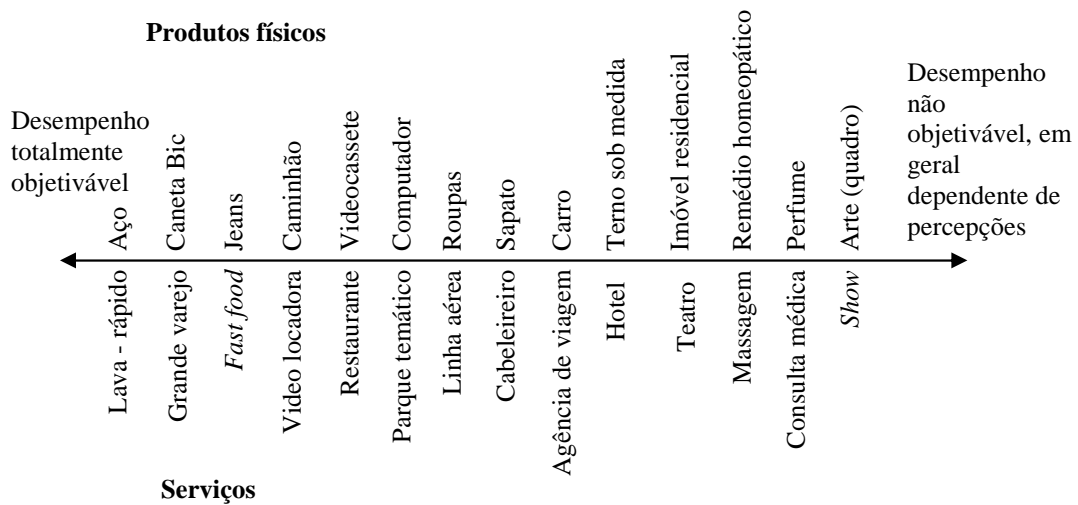 Produtos físicos
Desempenho
totalmente
objetivável
Aço
Caneta Bic
Jeans
Caminhão
Videocassete
Computador
Roupas
Sapato
Carro
Terno sob medida
Imóvel residencial
Remédio homeopático
Perfume
Arte (quadro)
Desempenho
não
objetivável, em
geral
dependente de
percepções
Lava - rápido
Grande varejo
Fast food
Video locadora
Restaurante
Parque temático
Linha aérea
Cabeleireiro
Agência de viagem
Hotel
Teatro
Massagem
Consulta médica
Show
Serviços